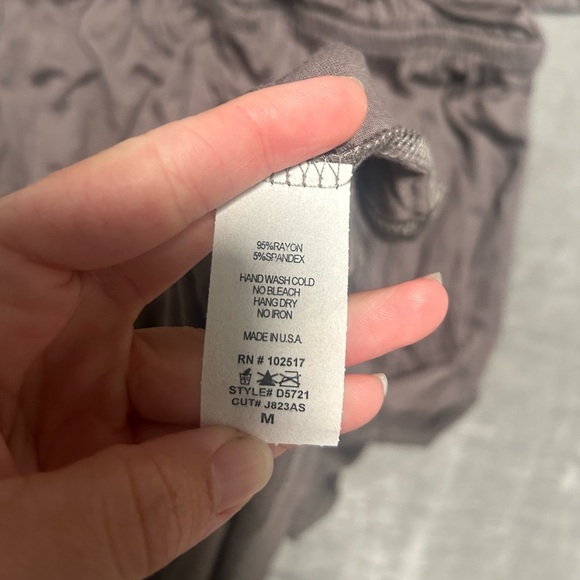 95%RAYON
5%SPANDEX
HAND WASH COLD
NO BLEACH
HANG DRY
NO IRON
MADE IN U.S.A.
RN # 102517
STYLE# D5721
CUT# J823AS
M